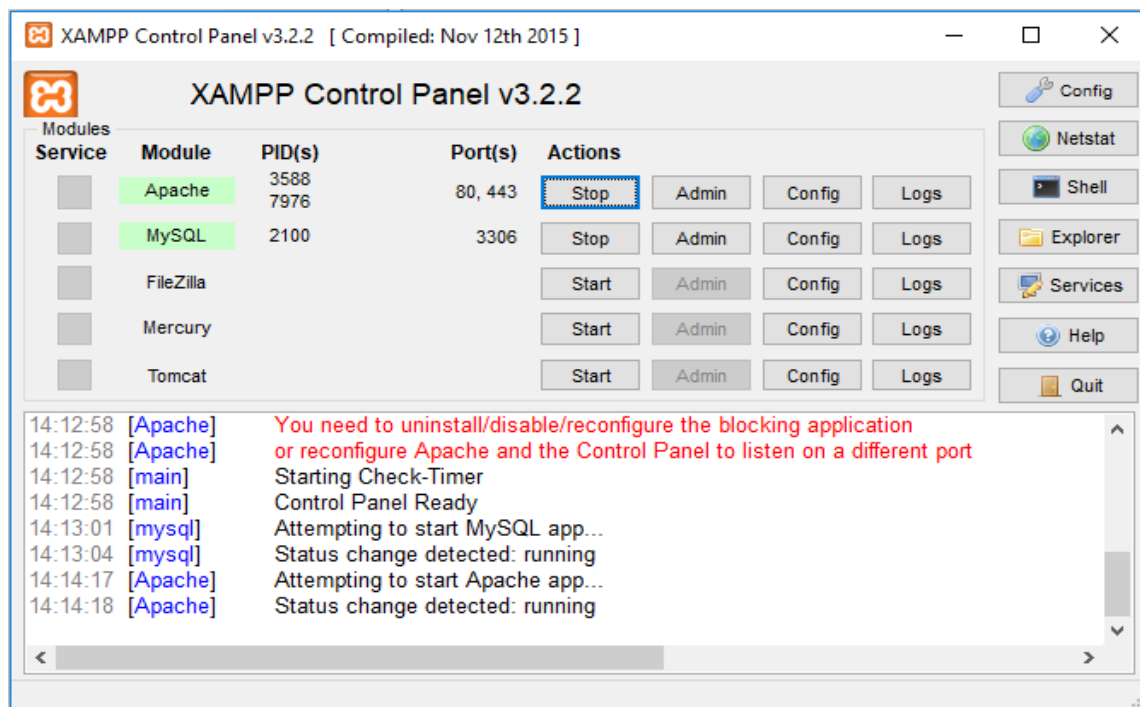 XAMPP Control Panel v3.2.2 [ Compiled: Nov 12th 2015 ]
XAMPP Control Panel v3.2.2
Config
Modules
Service Module PID(s) Port(s) Actions
Netstat
Apache 3588 7976 80, 443 Stop Admin Config Logs
Shell
MySQL 2100 3306 Stop Admin Config Logs
Explorer
FileZilla Start Admin Config Logs
Services
Mercury Start Admin Config Logs
Help
Tomcat Start Admin Config Logs
Quit
14:12:58 [Apache] You need to uninstall/disable/reconfigure the blocking application
14:12:58 [Apache] or reconfigure Apache and the Control Panel to listen on a different port
14:12:58 [main] Starting Check-Timer
14:12:58 [main] Control Panel Ready
14:13:01 [mysql] Attempting to start MySQL app...
14:13:04 [mysql] Status change detected: running
14:14:17 [Apache] Attempting to start Apache app...
14:14:18 [Apache] Status change detected: running